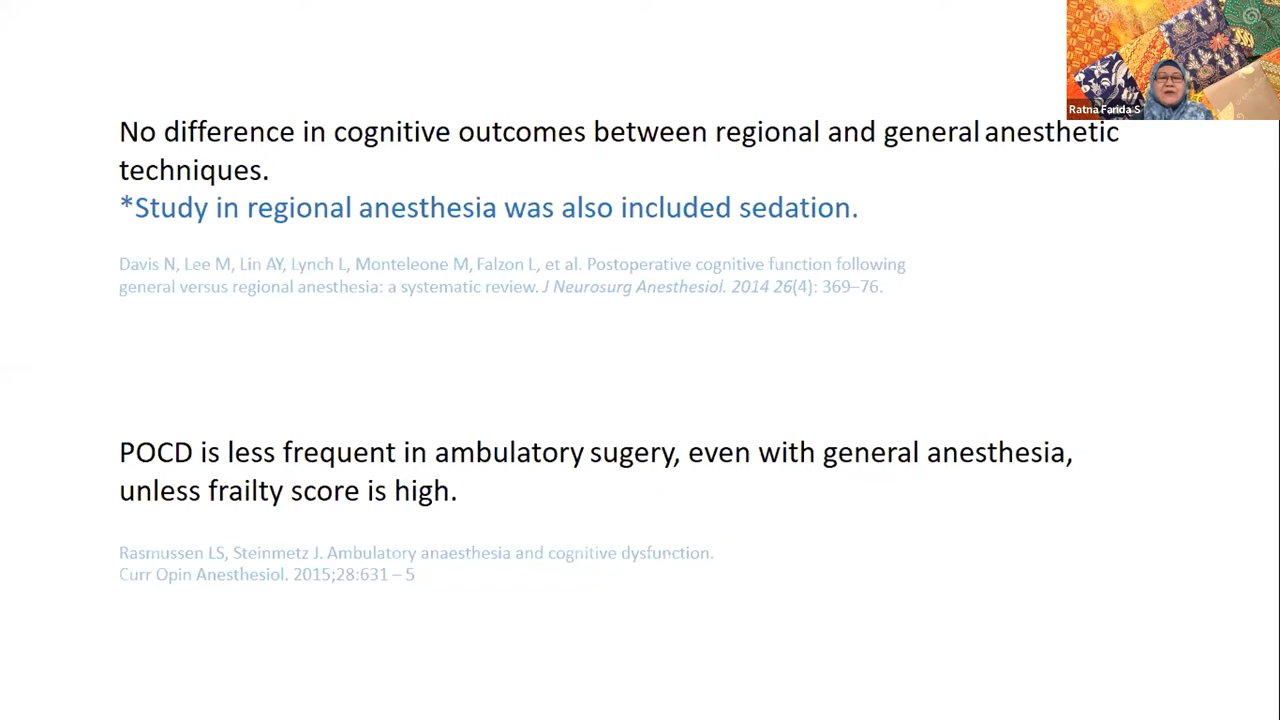 Ratna Farida S
No difference in cognitive outcomes between regional and general anesthetic
techniques.
*Study in regional anesthesia was also included sedation.
Davis N, Lee M, Lin AY, Lynch L, Monteleone M, Falzon L, et al. Postoperative cognitive function following
general versus regional anesthesia: a systematic review. J Neurosurg Anesthesiol. 2014 26(4): 369–76.
POCD is less frequent in ambulatory sugery, even with general anesthesia,
unless frailty score is high.
Rasmussen LS, Steinmetz J. Ambulatory anaesthesia and cognitive dysfunction.
Curr Opin Anesthesiol. 2015;28:631 – 5